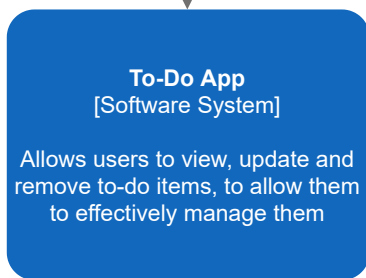 To-Do App
[Software System]
Allows users to view, update and
remove to-do items, to allow them
to effectively manage them